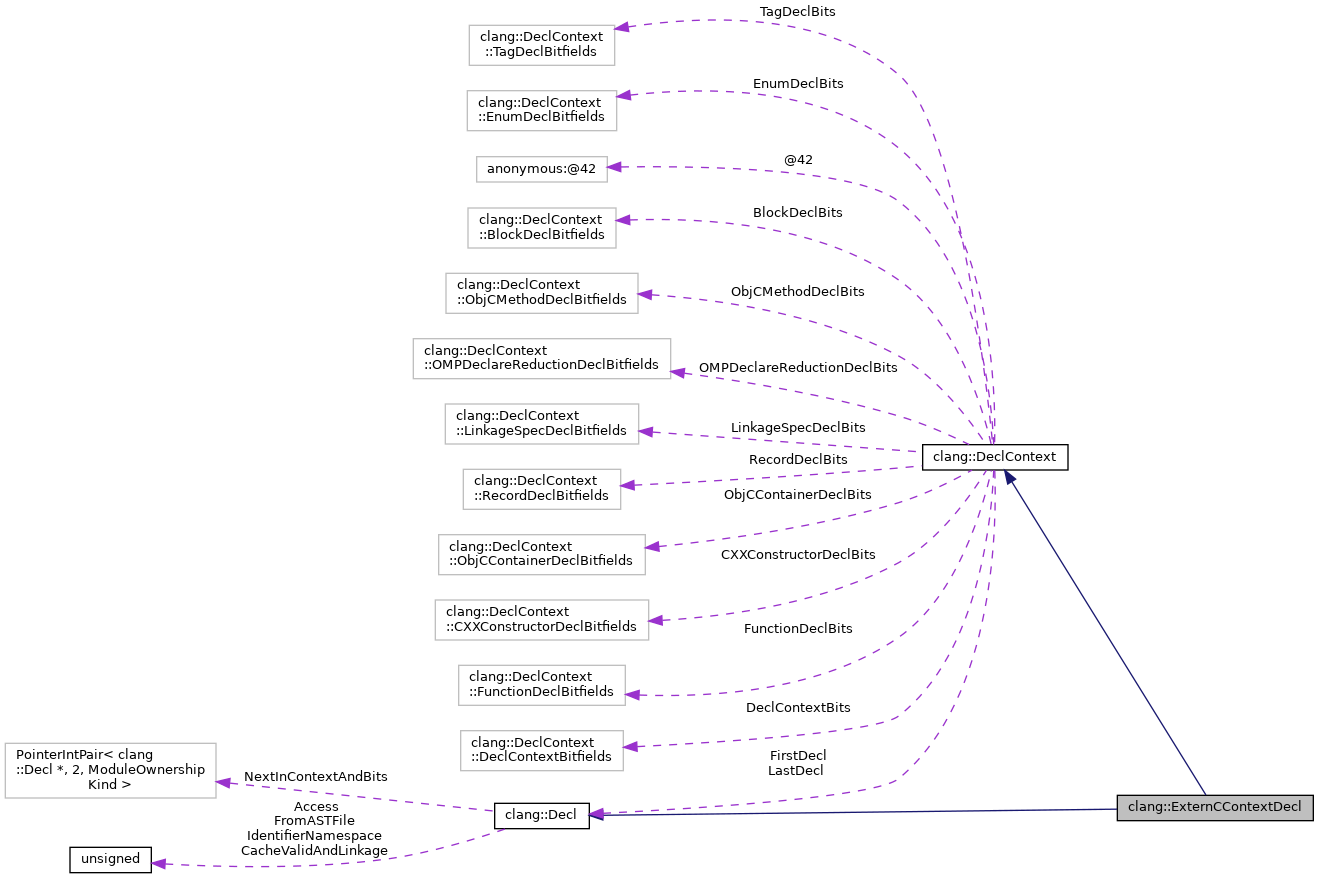 TagDeclBits
clang::DeclContext
::TagDeclBitfields
EnumDeclBits
clang::DeclContext
::EnumDeclBitfields
@42
anonymous:@42
BlockDeclBits
clang::DeclContext
::BlockDeclBitfields
ObjCMethodDeclBits
clang::DeclContext
::ObjCMethodDeclBitfields
OMPDeclareReductionDeclBits
clang::DeclContext
::OMPDeclareReductionDeclBitfields
LinkageSpecDeclBits
clang::DeclContext
::LinkageSpecDeclBitfields
clang::DeclContext
RecordDeclBits
clang::DeclContext
::RecordDeclBitfields
ObjCContainerDeclBits
clang::DeclContext
::ObjCContainerDeclBitfields
CXXConstructorDeclBits
clang::DeclContext
::CXXConstructorDeclBitfields
FunctionDeclBits
clang::DeclContext
::FunctionDeclBitfields
DeclContextBits
clang::DeclContext
::DeclContextBitfields
FirstDecl
LastDecl
PointerIntPair< clang
::Decl *, 2, ModuleOwnership
Kind >
NextInContextAndBits
Access
FromASTFile
IdentifierNamespace
CacheValidAndLinkage
clang::Decl
clang::ExternCContextDecl
unsigned